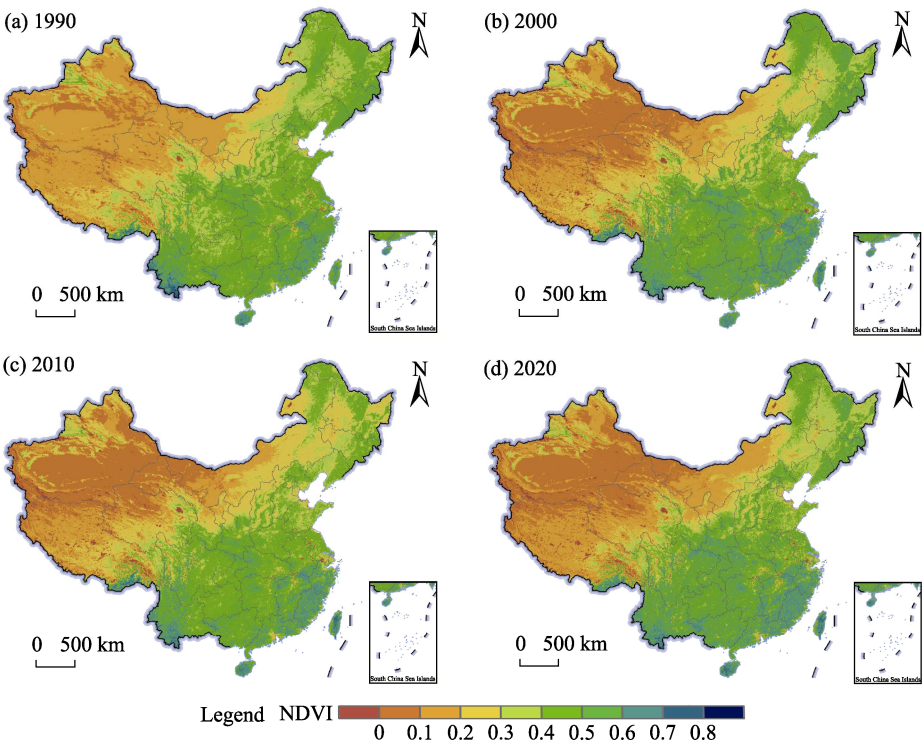 (a) 1990
N
0 500 km
South China Sea Islands
(b) 2000
N
0 500 km
South China Sea Islands
(c) 2010
N
0 500 km
South China Sea Islands
(d) 2020
N
0 500 km
South China Sea Islands
Legend NDVI
0 0.1 0.2 0.3 0.4 0.5 0.6 0.7 0.8